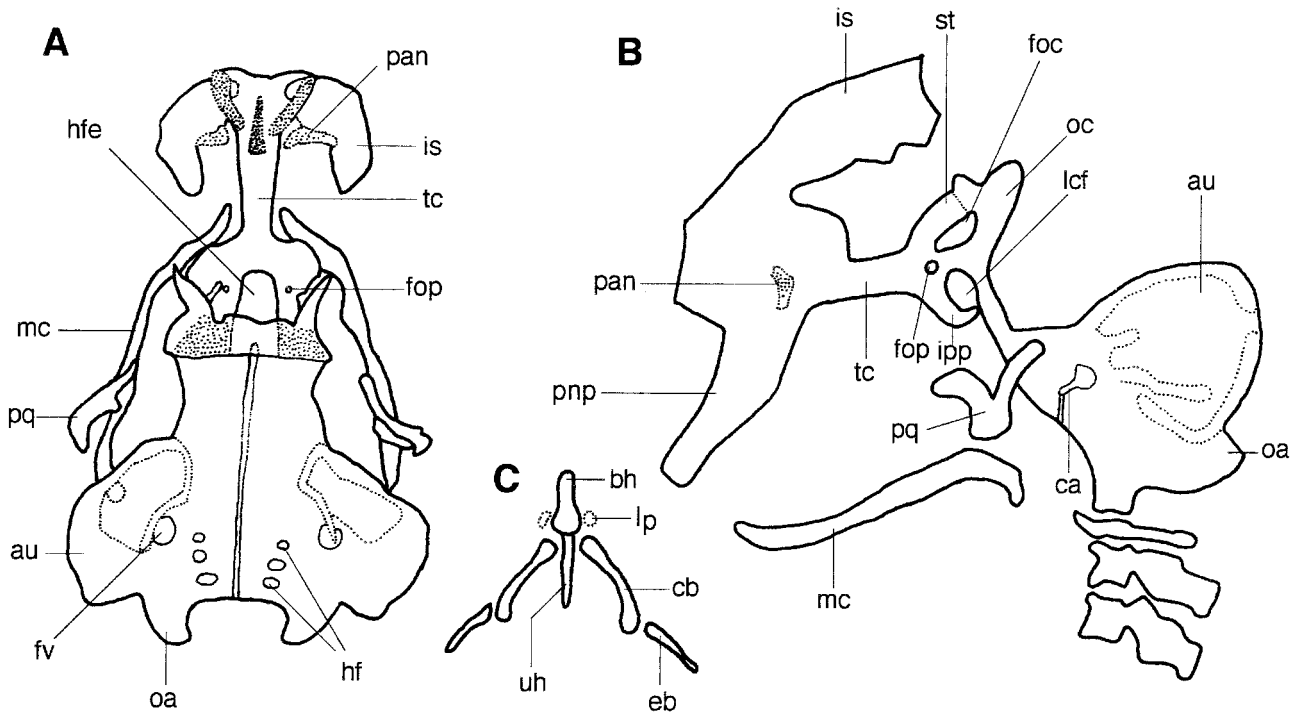 A
pan
hfe
is
tc
fop
mc
pq
au
fv
oa
hf
B
is
st
foc
oc
lcf
au
pan
fop
ipp
tc
pnp
pq
oa
ca
mc
C
bh
lp
cb
uh
eb